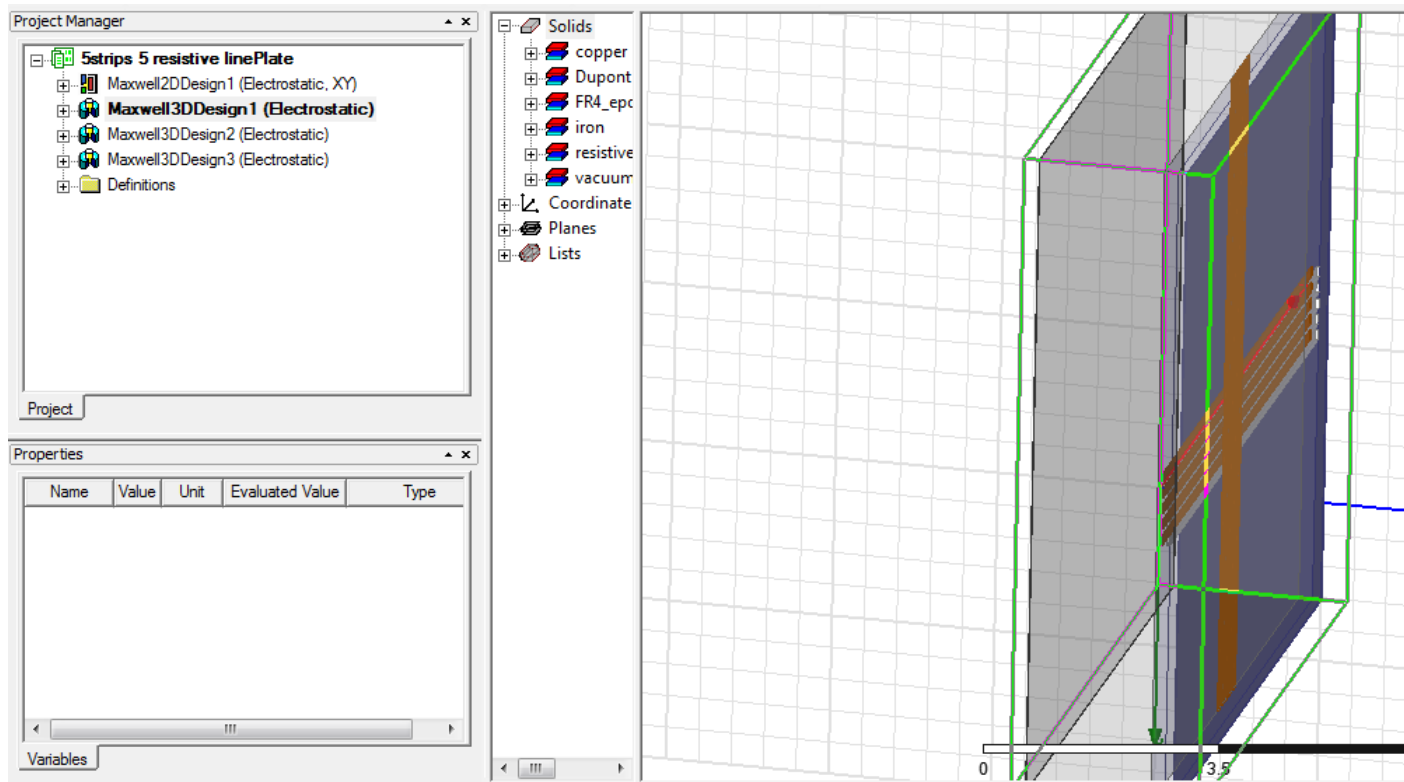 Project Manager
5strips 5 resistive linePlate
Maxwell2DDesign1 (Electrostatic, XY)
Maxwell3DDesign1 (Electrostatic)
Maxwell3DDesign2 (Electrostatic)
Maxwell3DDesign3 (Electrostatic)
Definitions
Project
Properties
Name Value Unit Evaluated Value Type
Variables
Solids
copper
Dupont
FR4_epo
iron
resistive
vacuum
Coordinate
Planes
Lists
0 3.5